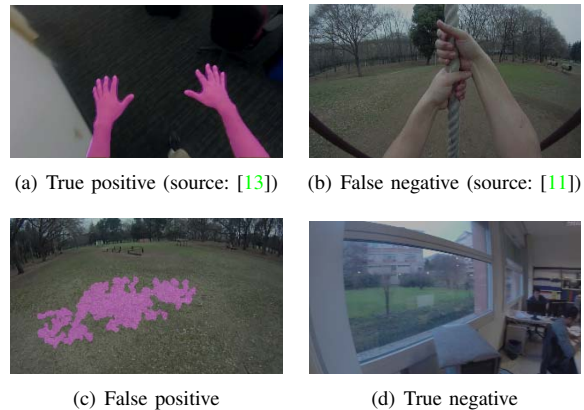 (a) True positive (source: [13])
(b) False negative (source: [11])
(c) False positive
(d) True negative